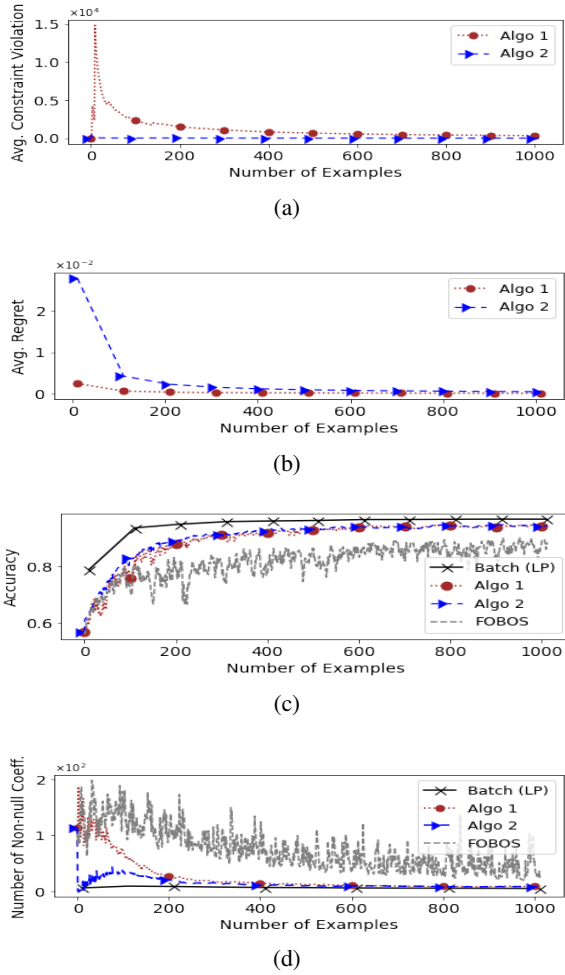 ×10⁴
1.5
1.0
0.5
0.0
Avg. Constraint Violation
Algo 1
Algo 2
0 200 400 600 800 1000
Number of Examples
(a)
×10⁻²
2
1
0
Avg. Regret
Algo 1
Algo 2
0 200 400 600 800 1000
Number of Examples
(b)
0.8
0.6
Accuracy
Batch (LP)
Algo 1
Algo 2
FOBOS
0 200 400 600 800 1000
Number of Examples
(c)
×10²
2
1
0
Number of Non-null Coeff.
Batch (LP)
Algo 1
Algo 2
FOBOS
0 200 400 600 800 1000
Number of Examples
(d)